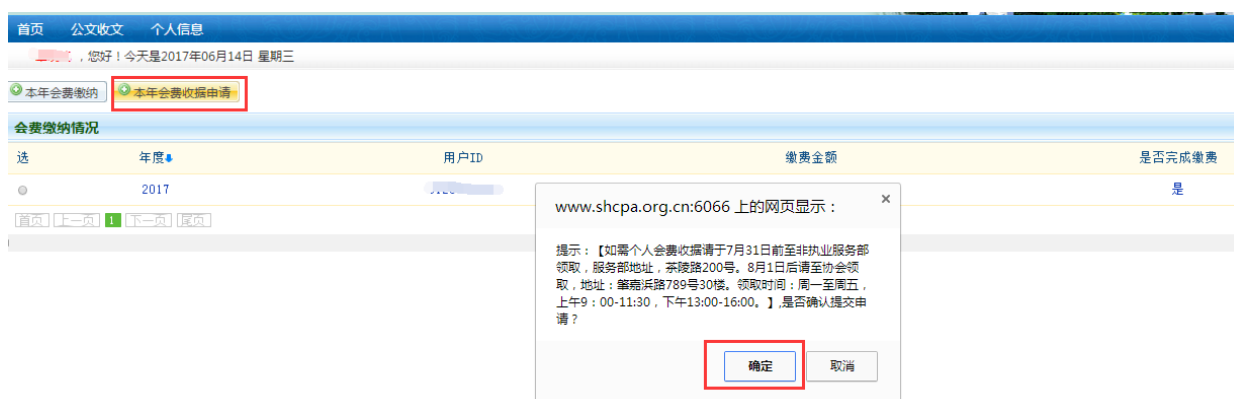 首页 公文收文 个人信息
，您好！今天是2017年06月14日 星期三
本年会费缴纳 本年会费收据申请
会费缴纳情况
选 年度 用户ID 缴费金额 是否完成缴费
2017 是
首页 上一页 1 下一页 尾页
www.shcpa.org.cn:6066 上的网页显示：
×
提示：【如需个人会费收据请于7月31日前至非执业服务部
领取，服务部地址，茶陵路200号。8月1日后请至协会领
取，地址：肇嘉浜路789号30楼。领取时间：周一至周五，
上午9：00-11:30，下午13:00-16:00。】,是否确认提交申
请？
确定 取消